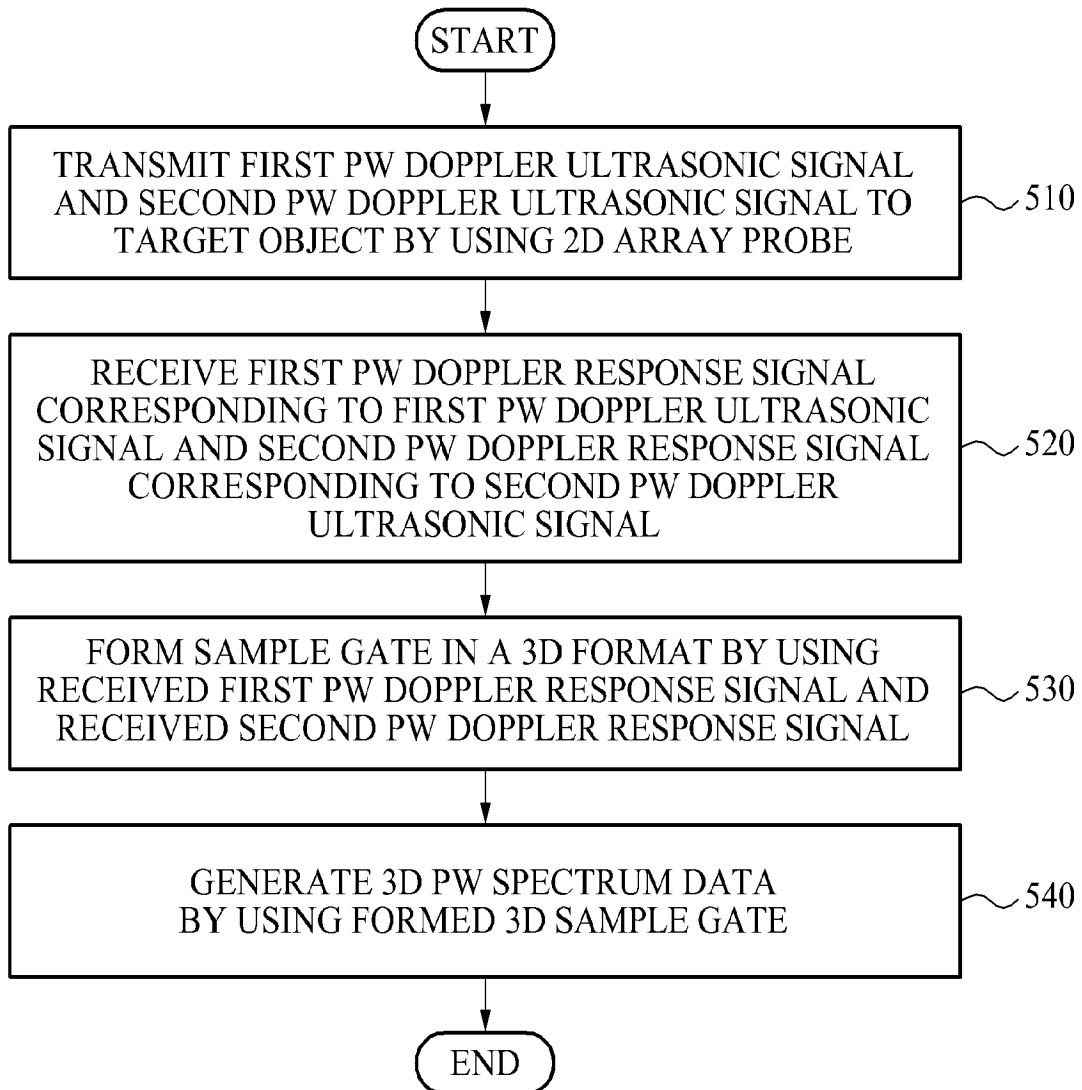 START
TRANSMIT FIRST PW DOPPLER ULTRASONIC SIGNAL
AND SECOND PW DOPPLER ULTRASONIC SIGNAL TO
TARGET OBJECT BY USING 2D ARRAY PROBE
510
RECEIVE FIRST PW DOPPLER RESPONSE SIGNAL
CORRESPONDING TO FIRST PW DOPPLER ULTRASONIC
SIGNAL AND SECOND PW DOPPLER RESPONSE SIGNAL
CORRESPONDING TO SECOND PW DOPPLER
ULTRASONIC SIGNAL
520
FORM SAMPLE GATE IN A 3D FORMAT BY USING
RECEIVED FIRST PW DOPPLER RESPONSE SIGNAL AND
RECEIVED SECOND PW DOPPLER RESPONSE SIGNAL
530
GENERATE 3D PW SPECTRUM DATA
BY USING FORMED 3D SAMPLE GATE
540
END